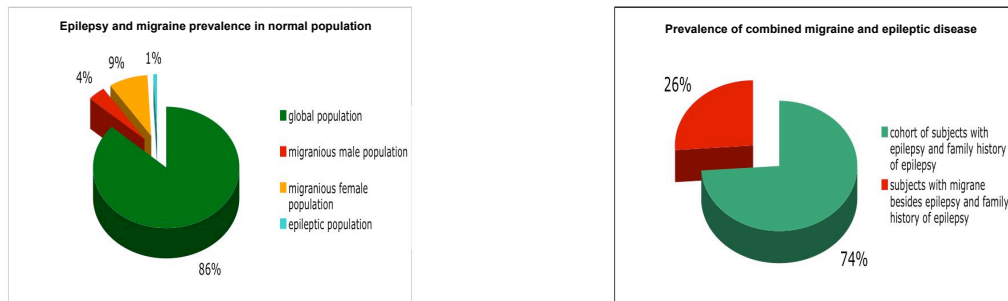 Epilepsy and migraine prevalence in normal population
4%
9%
1%
86%
global population
migranious male population
migranious female
population
epileptic population
Prevalence of combined migraine and epileptic disease
26%
74%
cohort of subjects with
epilepsy and family history
of epilepsy
subjects with migrane
besides epilepsy and family
history of epilepsy